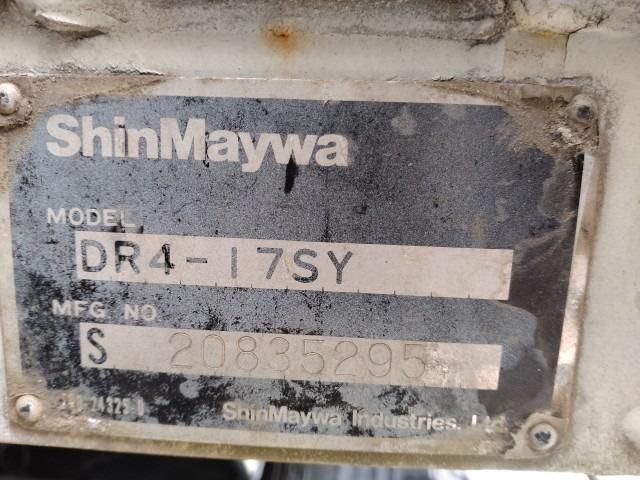 ShinMaywa
MODEL
DR4-17SY
MFG. NO.
S 20835295
ShinMaywa Industries, Ltd.